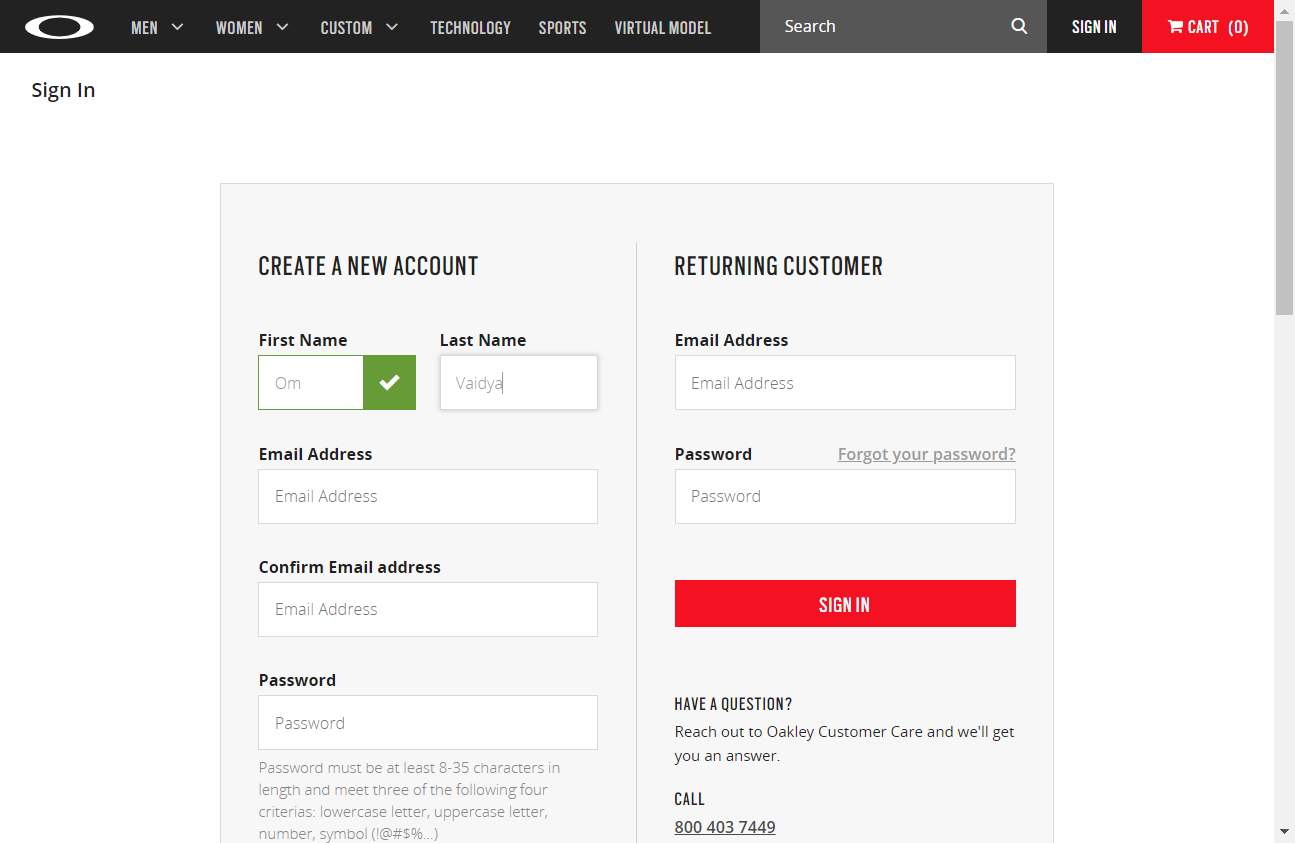 MEN WOMEN CUSTOM TECHNOLOGY SPORTS VIRTUAL MODEL Search SIGN IN CART (0)
Sign In
CREATE A NEW ACCOUNT
First Name Last Name
Om Vaidya
Email Address
Email Address
Confirm Email address
Email Address
Password
Password
Password must be at least 8-35 characters in
length and meet three of the following four
criterias: lowercase letter, uppercase letter,
number, symbol (!@#$%...)
RETURNING CUSTOMER
Email Address
Email Address
Password Forgot your password?
Password
SIGN IN
HAVE A QUESTION?
Reach out to Oakley Customer Care and we'll get
you an answer.
CALL
800 403 7449